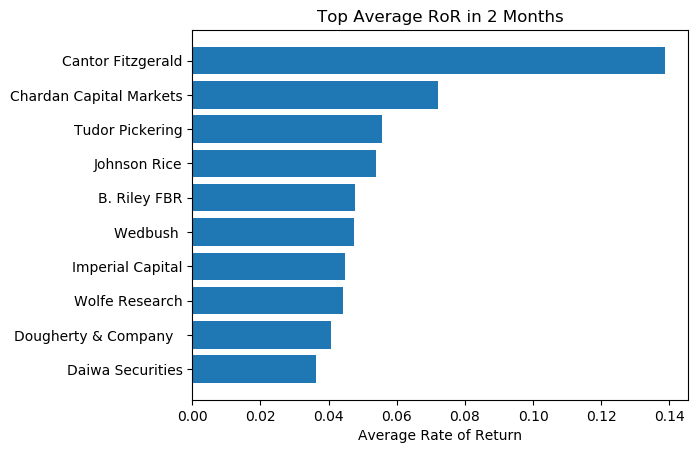 Top Average RoR in 2 Months
Cantor Fitzgerald
Chardan Capital Markets
Tudor Pickering
Johnson Rice
B. Riley FBR
Wedbush
Imperial Capital
Wolfe Research
Dougherty & Company
Daiwa Securities
0.00 0.02 0.04 0.06 0.08 0.10 0.12 0.14
Average Rate of Return